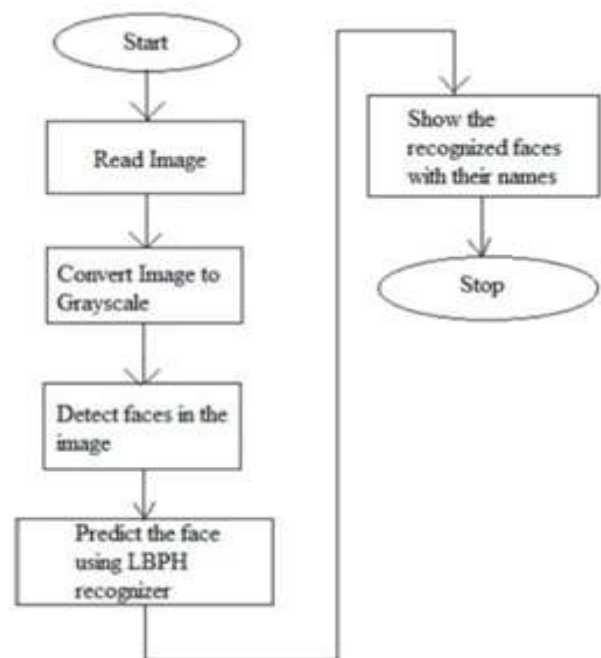 Start
Read Image
Convert Image to
Grayscale
Detect faces in the
image
Predict the face
using LBPH
recognizer
Show the
recognized faces
with their names
Stop